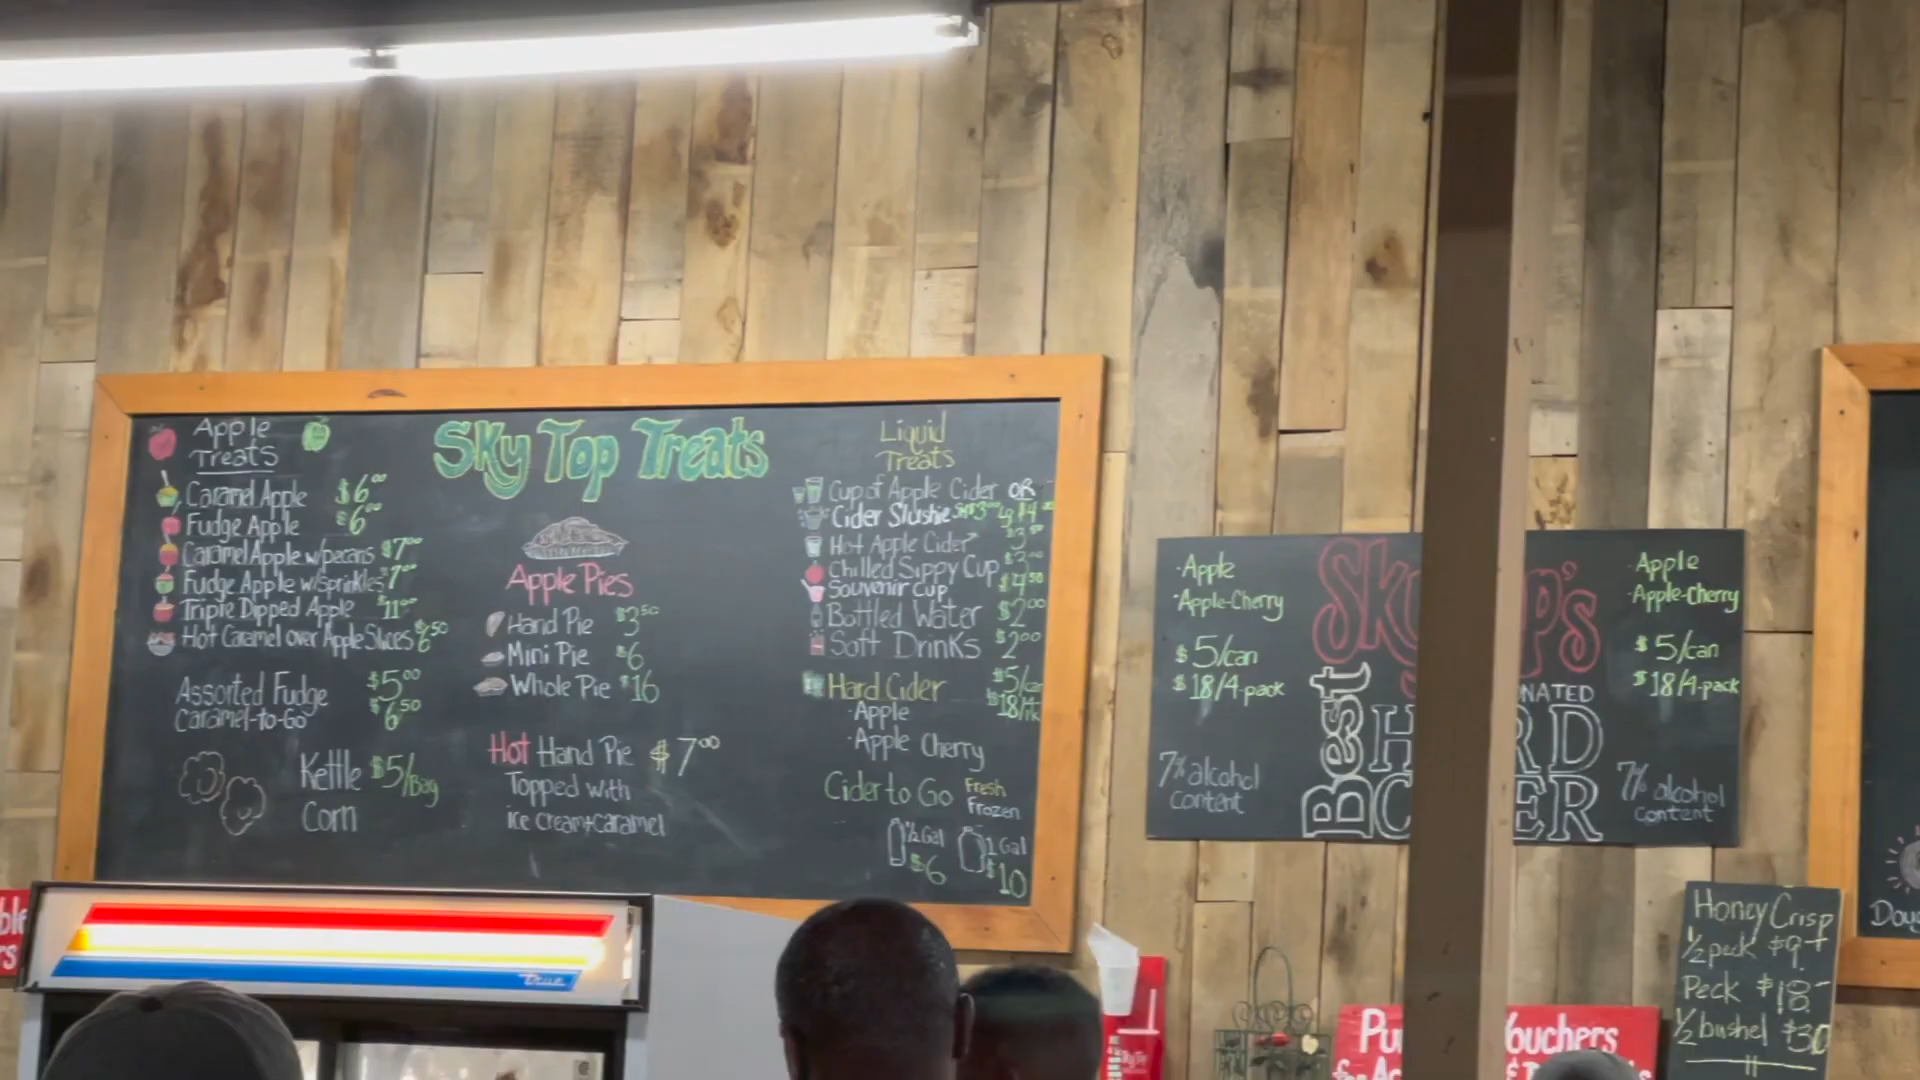 Apple
Treats
Caramel Apple $6.00
Fudge Apple $6.00
Caramel Apple w/pecans $7.00
Fudge Apple w/sprinkles $7.00
Triple Dipped Apple $11.00
Hot Caramel over Apple Slices $6.50
Assorted Fudge $5.00
Caramel-to-Go $6.50
Kettle $5/Bag
Corn
Sky Top Treats
Apple Pies
Hand Pie $3.50
Mini Pie $6
Whole Pie $16
Hot Hand Pie $7.00
Topped with
ice cream+caramel
Liquid
Treats
Cup of Apple Cider OR
Cider Slushie
Hot Apple Cider
Chilled Sippy Cup
Souvenir Cup $4.50
Bottled Water $2.00
Soft Drinks $2.00
Hard Cider $5/
$18/
·Apple
·Apple Cherry
Cider to Go Fresh
Frozen
½ Gal 1 Gal
$6 $10
·Apple
·Apple-Cherry
$5/can
$18/4-pack
7% alcohol
content
Best
·Apple
·Apple-Cherry
$5/can
$18/4-pack
7% alcohol
content
Honey Crisp
½ peck $9.-
Peck $18.-
½ bushel $30
True